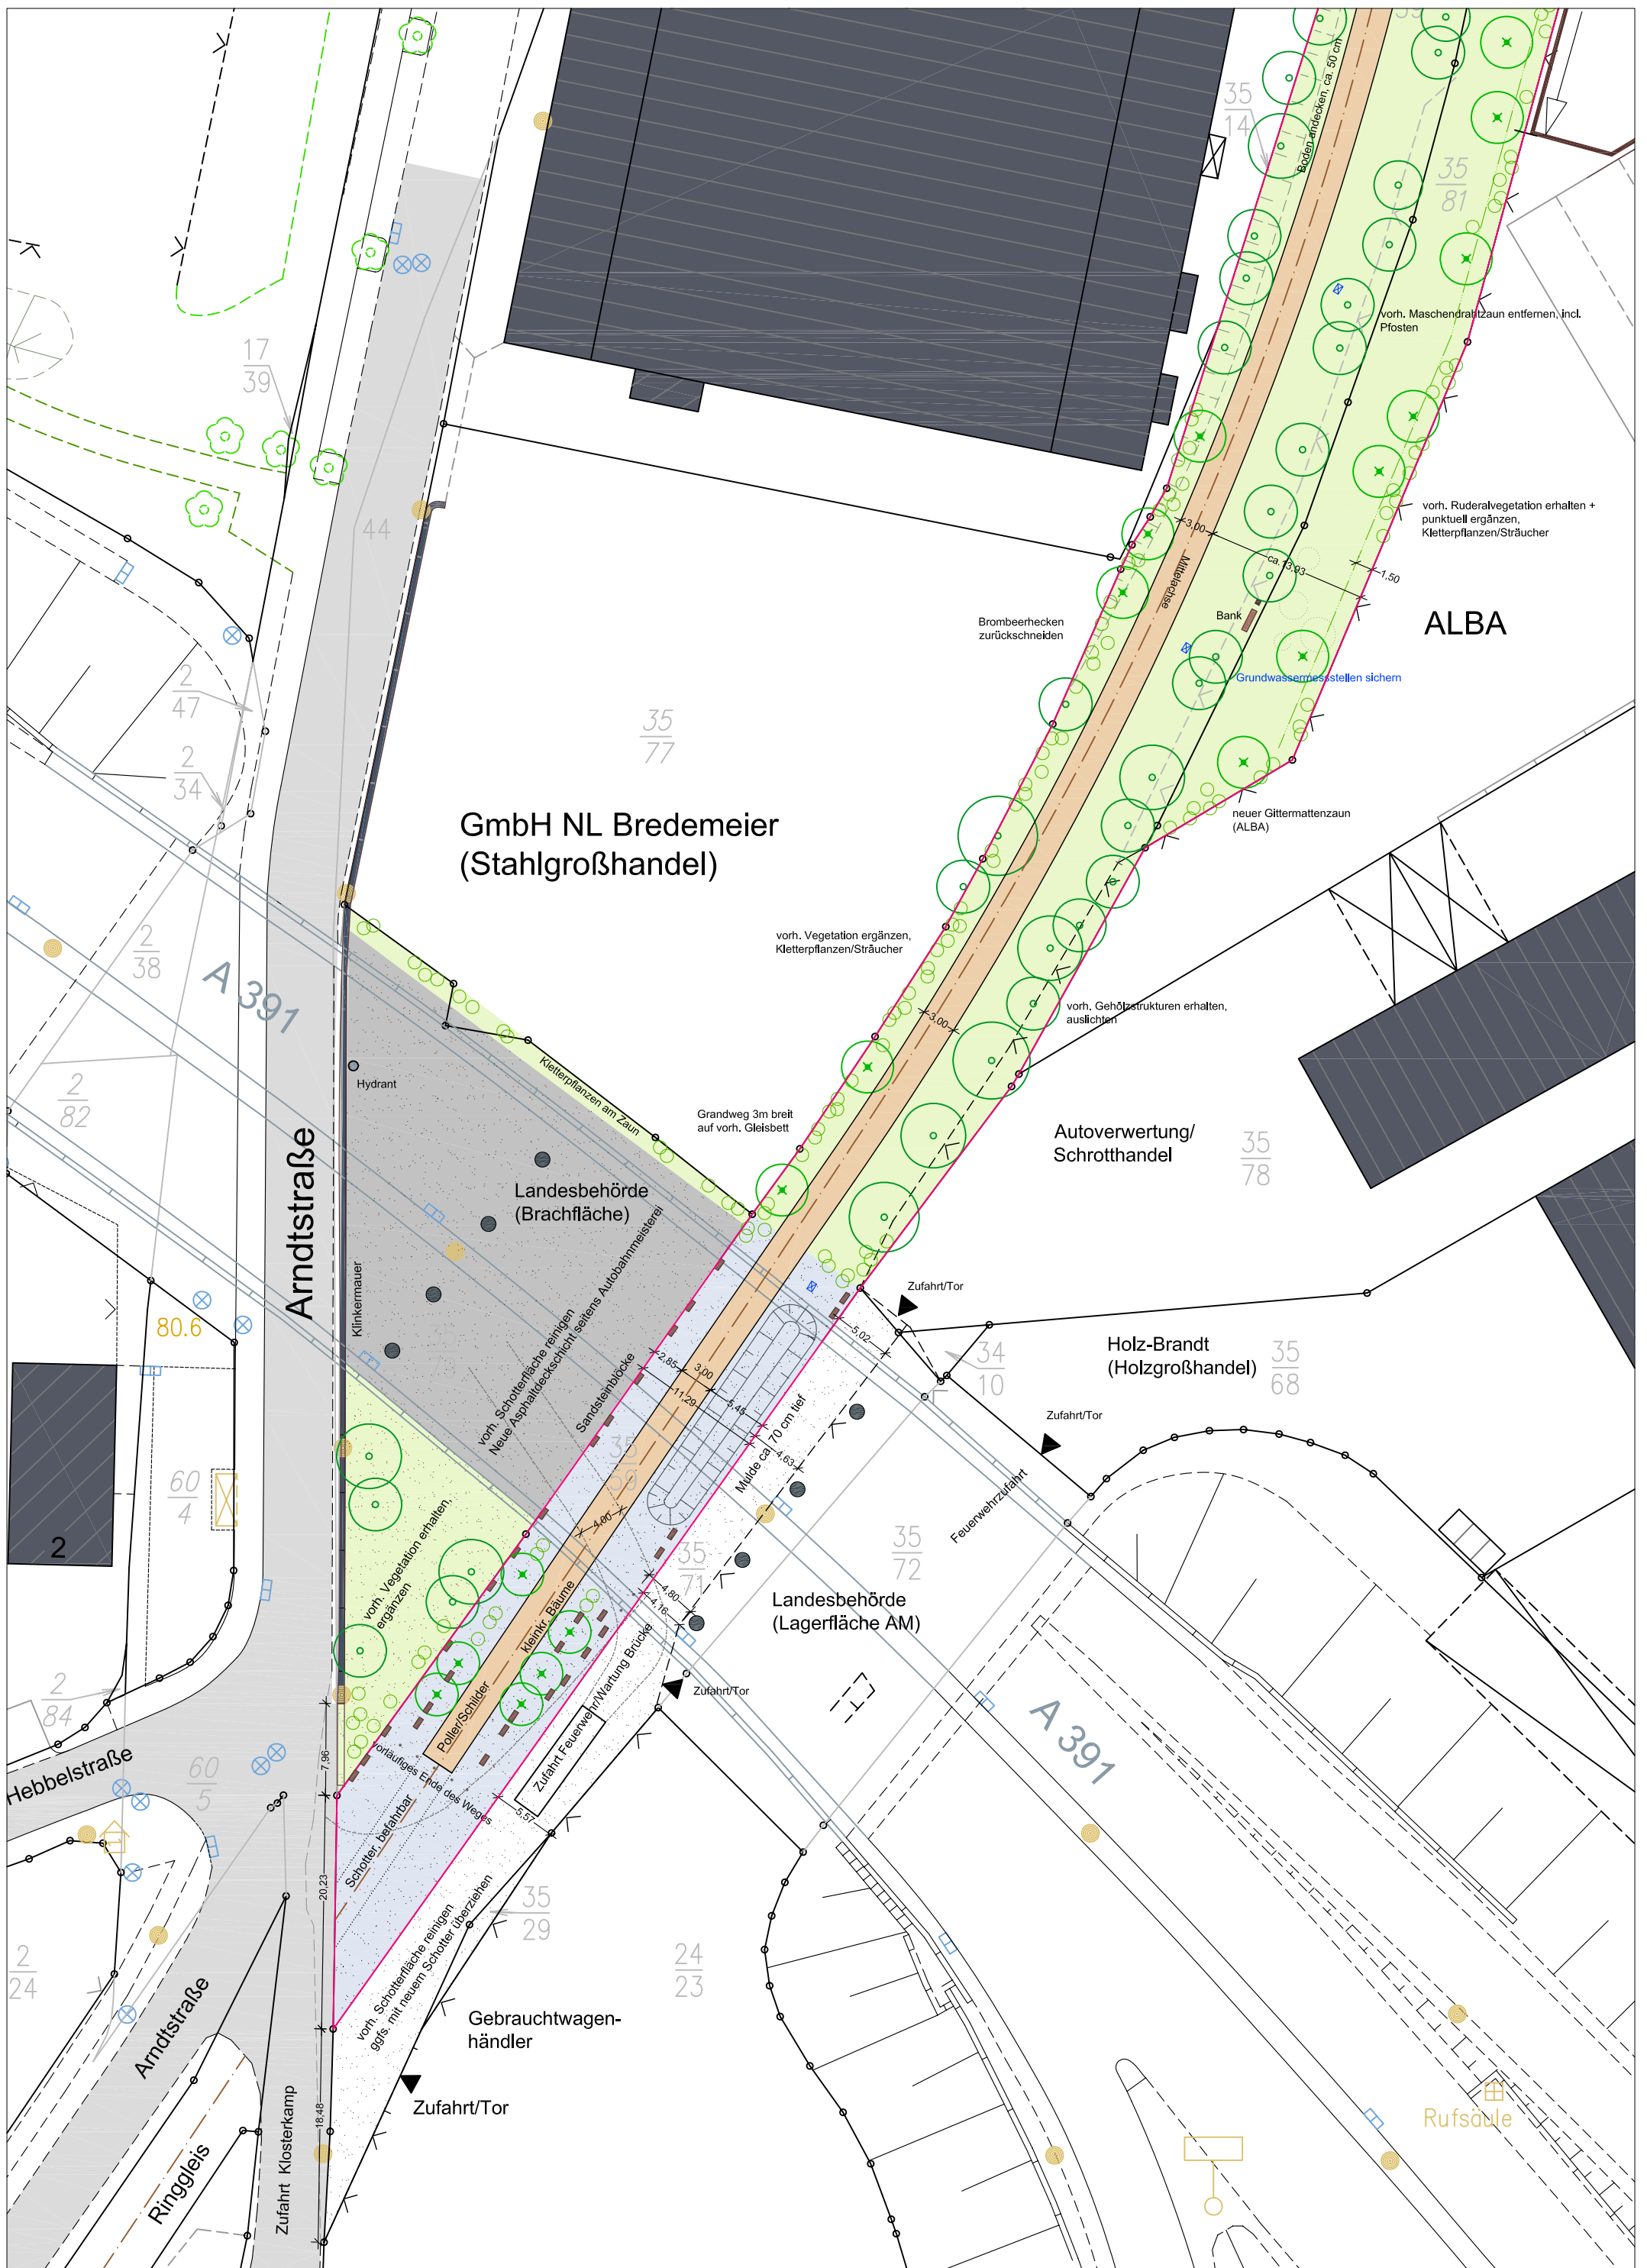 35
14
Boden andecken, ca. 50 cm
35
81
vorh. Maschendrahtzaun entfernen, incl.
Pfosten
17
39
44
vorh. Ruderalvegetation erhalten +
punktuell ergänzen,
Kletterpflanzen/Sträucher
3,00
Mittelachse
ca.13,93
1,50
Bank
ALBA
Brombeerhecken
zurückschneiden
Grundwassermessstellen sichern
2
47
35
77
2
34
GmbH NL Bredemeier
(Stahlgroßhandel)
neuer Gittermattenzaun
(ALBA)
2
38
A 391
vorh. Vegetation ergänzen,
Kletterpflanzen/Sträucher
3,00
vorh. Gehölzstrukturen erhalten,
auslichten
Hydrant
Kletterpflanzen am Zaun
2
82
Grandweg 3m breit
auf vorh. Gleisbett
Autoverwertung/
Schrotthandel
35
78
Arndtstraße
Landesbehörde
(Brachfläche)
Klinkermauer
vorh. Schotterfläche reinigen
Neue Asphaltdeckschicht seitens Autobahnmeisterei
Sandsteinblöcke
80.6
Zufahrt/Tor
5,02
34
10
Holz-Brandt
(Holzgroßhandel)
35
68
2,85
3,00
11,29
5,45
Mulde ca. 70 cm tief
4,63
Zufahrt/Tor
Feuerwehrzufahrt
35
69
60
4
2
4,00
35
71
35
72
vorh. Vegetation erhalten,
ergänzen
4,80
4,16
Landesbehörde
(Lagerfläche AM)
kleinkr. Bäume
Poller/Schilder
Zufahrt Feuerwehr/Wartung Brücke
Zufahrt/Tor
2
84
7,96
vorläufiges Ende des Weges
A 391
Hebbelstraße
60
5
Schotter, befahrbar
5,57
20,23
35
29
vorh. Schotterfläche reinigen
ggfs. mit neuem Schotter überziehen
24
23
2
24
Arndtstraße
Gebrauchtwagen-
händler
Zufahrt/Tor
18,48
Rufsäule
Ringgleis
Zufahrt Klosterkamp